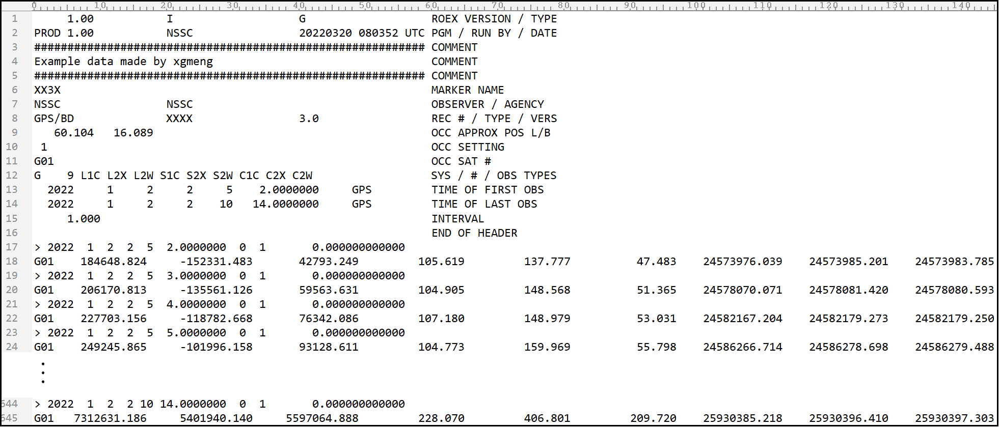 0 10 20 30 40 50 60 70 80 90 100 110 120 130 140
1      1.00           I                   G                   ROEX VERSION / TYPE
2 PROD 1.00           NSSC                20220320 080352 UTC PGM / RUN BY / DATE
3 ########################################################### COMMENT
4 Example data made by xgmeng                                 COMMENT
5 ########################################################### COMMENT
6 XX3X                                                        MARKER NAME
7 NSSC                NSSC                                    OBSERVER / AGENCY
8 GPS/BD              XXXX                3.0                 REC # / TYPE / VERS
9    60.104   16.089                                          OCC APPROX POS L/B
10  1                                                          OCC SETTING
11 G01                                                         OCC SAT #
12 G    9 L1C L2X L2W S1C S2X S2W C1C C2X C2W                  SYS / # / OBS TYPES
13   2022     1     2     2     5    2.0000000     GPS         TIME OF FIRST OBS
14   2022     1     2     2    10   14.0000000     GPS         TIME OF LAST OBS
15      1.000                                                  INTERVAL
16                                                             END OF HEADER
17 > 2022  1  2  2  5  2.0000000  0  1       0.000000000000
18 G01    184648.824     -152331.483       42793.249         105.619         137.777          47.483    24573976.039    24573985.201    24573983.785
19 > 2022  1  2  2  5  3.0000000  0  1       0.000000000000
20 G01    206170.813     -135561.126       59563.631         104.905         148.568          51.365    24578070.071    24578081.420    24578080.593
21 > 2022  1  2  2  5  4.0000000  0  1       0.000000000000
22 G01    227703.156     -118782.668       76342.086         107.180         148.979          53.031    24582167.204    24582179.273    24582179.250
23 > 2022  1  2  2  5  5.0000000  0  1       0.000000000000
24 G01    249245.865     -101996.158       93128.611         104.773         159.969          55.798    24586266.714    24586278.698    24586279.488
644 > 2022  1  2  2 10 14.0000000  0  1       0.000000000000
645 G01   7312631.186     5401940.140     5597064.888         228.070         406.801         209.720    25930385.218    25930396.410    25930397.303